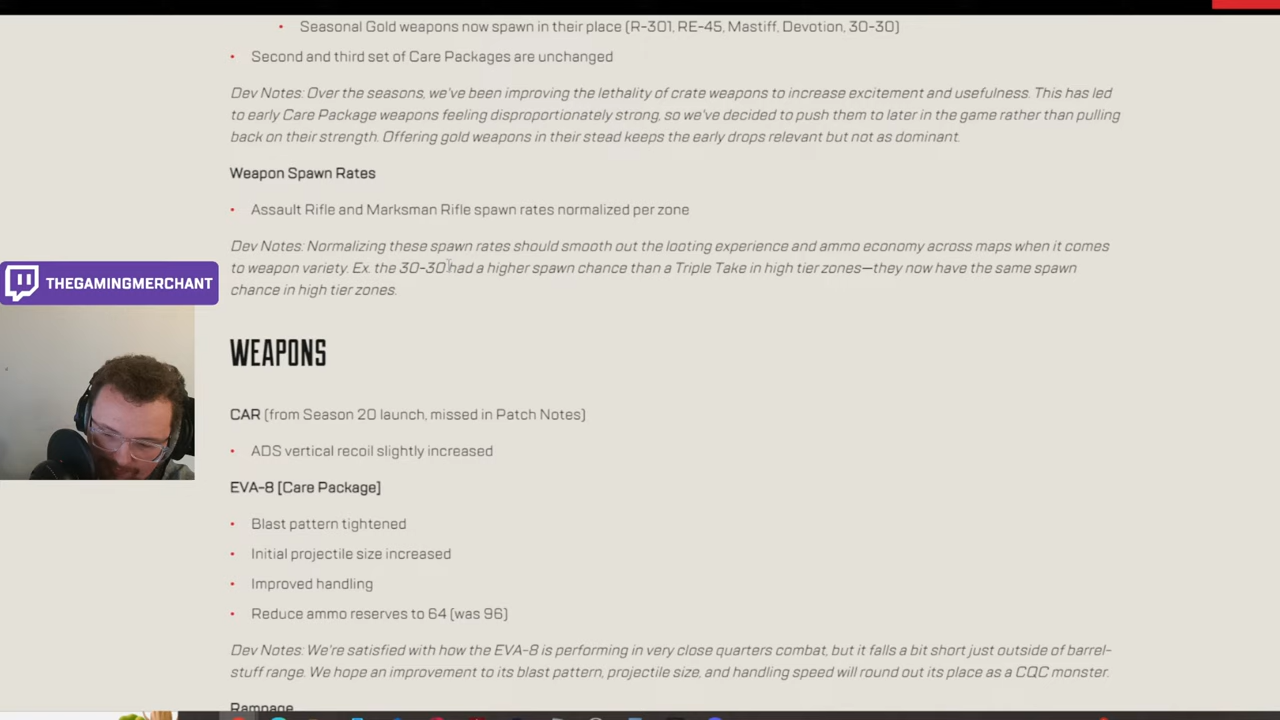 • Seasonal Gold weapons now spawn in their place (R-301, RE-45, Mastiff, Devotion, 30-30)
• Second and third set of Care Packages are unchanged
Dev Notes: Over the seasons, we've been improving the lethality of crate weapons to increase excitement and usefulness. This has led
to early Care Package weapons feeling disproportionately strong, so we've decided to push them to later in the game rather than pulling
back on their strength. Offering gold weapons in their stead keeps the early drops relevant but not as dominant.
Weapon Spawn Rates
• Assault Rifle and Marksman Rifle spawn rates normalized per zone
Dev Notes: Normalizing these spawn rates should smooth out the looting experience and ammo economy across maps when it comes
to weapon variety. Ex. the 30-30 had a higher spawn chance than a Triple Take in high tier zones—they now have the same spawn
chance in high tier zones.
THEGAMINGMERCHANT
WEAPONS
CAR (from Season 20 launch, missed in Patch Notes)
• ADS vertical recoil slightly increased
EVA-8 [Care Package]
• Blast pattern tightened
• Initial projectile size increased
• Improved handling
• Reduce ammo reserves to 64 (was 96)
Dev Notes: We're satisfied with how the EVA-8 is performing in very close quarters combat, but it falls a bit short just outside of barrel-
stuff range. We hope an improvement to its blast pattern, projectile size, and handling speed will round out its place as a CQC monster.
Rampage